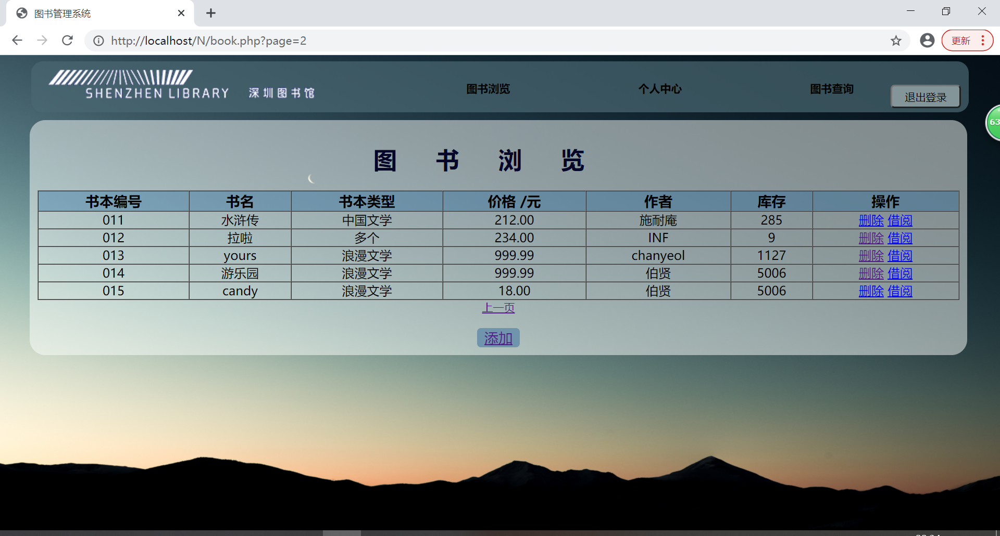 图书管理系统
http://localhost/N/book.php?page=2
更新
SHENZHEN LIBRARY 深圳图书馆
图书浏览 个人中心 图书查询 退出登录
63
图 书 浏 览
书本编号 书名 书本类型 价格 /元 作者 库存 操作
011 水浒传 中国文学 212.00 施耐庵 285 删除 借阅
012 拉啦 多个 234.00 INF 9 删除 借阅
013 yours 浪漫文学 999.99 chanyeol 1127 删除 借阅
014 游乐园 浪漫文学 999.99 伯贤 5006 删除 借阅
015 candy 浪漫文学 18.00 伯贤 5006 删除 借阅
上一页
添加